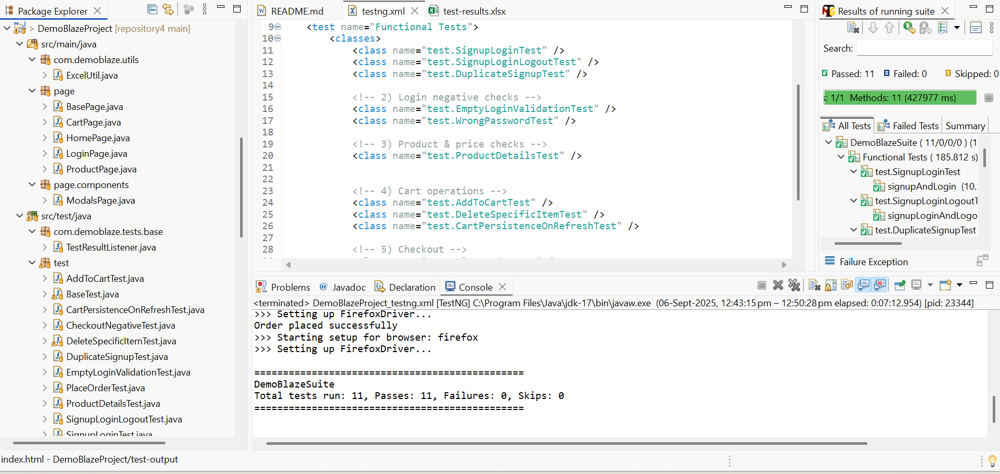 Package Explorer
> DemoBlazeProject [repository4 main]
src/main/java
com.demoblaze.utils
ExcelUtil.java
page
BasePage.java
CartPage.java
HomePage.java
LoginPage.java
ProductPage.java
page.components
ModalsPage.java
src/test/java
com.demoblaze.tests.base
TestResultListener.java
test
AddToCartTest.java
BaseTest.java
CartPersistenceOnRefreshTest.java
CheckoutNegativeTest.java
DeleteSpecificItemTest.java
DuplicateSignupTest.java
EmptyLoginValidationTest.java
PlaceOrderTest.java
ProductDetailsTest.java
SignupLoginLogoutTest.java
SignupLoginTest.java
README.md
testng.xml
test-results.xlsx
9 <test name="Functional Tests">
10 <classes>
11 <class name="test.SignupLoginTest" />
12 <class name="test.SignupLoginLogoutTest" />
13 <class name="test.DuplicateSignupTest" />
14
15 <!-- 2) Login negative checks -->
16 <class name="test.EmptyLoginValidationTest" />
17 <class name="test.WrongPasswordTest" />
18
19 <!-- 3) Product & price checks -->
20 <class name="test.ProductDetailsTest" />
21
22
23 <!-- 4) Cart operations -->
24 <class name="test.AddToCartTest" />
25 <class name="test.DeleteSpecificItemTest" />
26 <class name="test.CartPersistenceOnRefreshTest" />
27
28 <!-- 5) Checkout -->
Results of running suite
Search:
Passed: 11 Failed: 0 Skipped: 0
s: 1/1 Methods: 11 (427977 ms)
All Tests Failed Tests Summary
DemoBlazeSuite ( 11/0/0/0 ) (1
Functional Tests ( 185.812 s)
test.SignupLoginTest
signupAndLogin (10.
test.SignupLoginLogoutT
signupLoginAndLogo
test.DuplicateSignupTest
Failure Exception
Problems @ Javadoc Declaration Console
<terminated> DemoBlazeProject_testng.xml [TestNG] C:\Program Files\Java\jdk-17\bin\javaw.exe (06-Sept-2025, 12:43:15 pm – 12:50:28 pm elapsed: 0:07:12.954) [pid: 23344]
>>> Setting up FirefoxDriver...
Order placed successfully
>>> Starting setup for browser: firefox
>>> Setting up FirefoxDriver...
===============================================
DemoBlazeSuite
Total tests run: 11, Passes: 11, Failures: 0, Skips: 0
===============================================
index.html - DemoBlazeProject/test-output